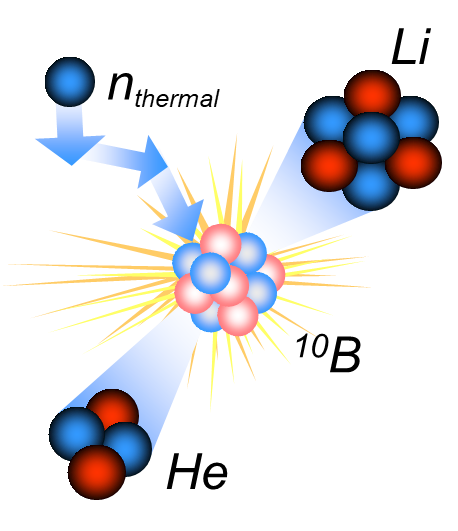 Li
n thermal
¹⁰B
He